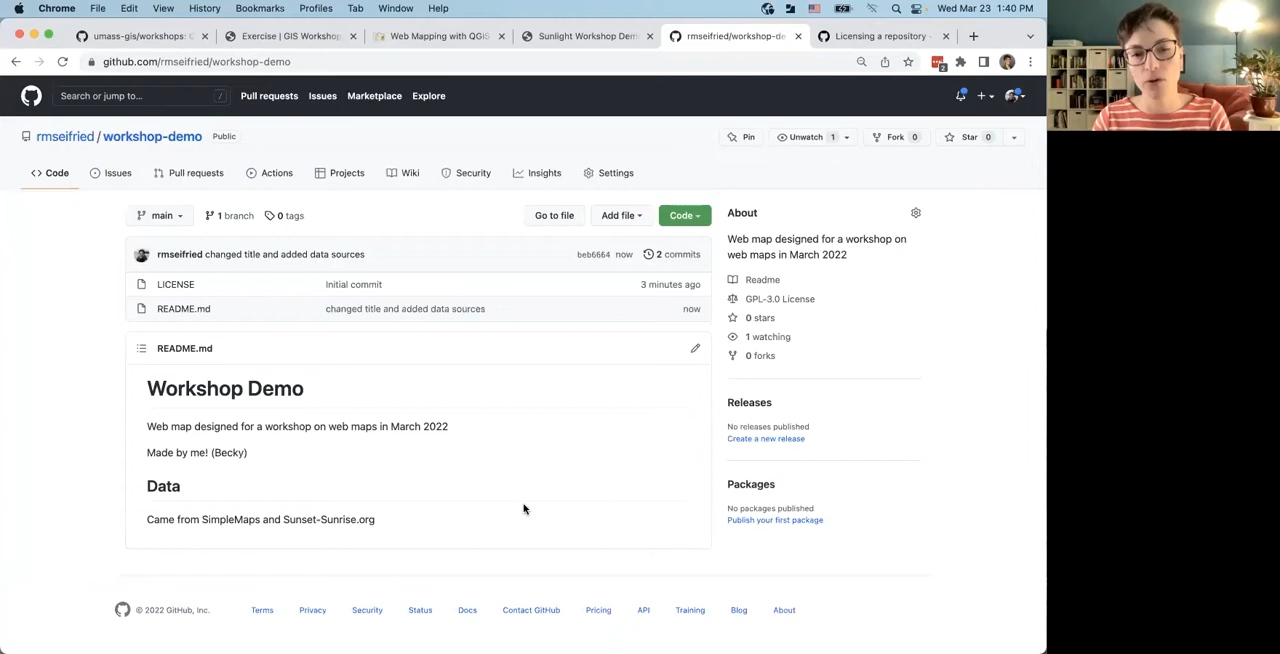 Chrome File Edit View History Bookmarks Profiles Tab Window Help Wed Mar 23 1:40 PM
umass-gis/workshops: Exercise | GIS Workshop Web Mapping with QGIS Sunlight Workshop Dem rmseifried/workshop-de Licensing a repository -
github.com/rmseifried/workshop-demo 2
Search or jump to... / Pull requests Issues Marketplace Explore
rmseifried / workshop-demo Public Pin Unwatch 1 Fork 0 Star 0
Code Issues Pull requests Actions Projects Wiki Security Insights Settings
main 1 branch 0 tags Go to file Add file Code
rmseifried changed title and added data sources beb6664 now 2 commits
LICENSE Initial commit 3 minutes ago
README.md changed title and added data sources now
README.md
Workshop Demo
Web map designed for a workshop on web maps in March 2022
Made by me! (Becky)
Data
Came from SimpleMaps and Sunset-Sunrise.org
About
Web map designed for a workshop on
web maps in March 2022
Readme
GPL-3.0 License
0 stars
1 watching
0 forks
Releases
No releases published
Create a new release
Packages
No packages published
Publish your first package
© 2022 GitHub, Inc. Terms Privacy Security Status Docs Contact GitHub Pricing API Training Blog About